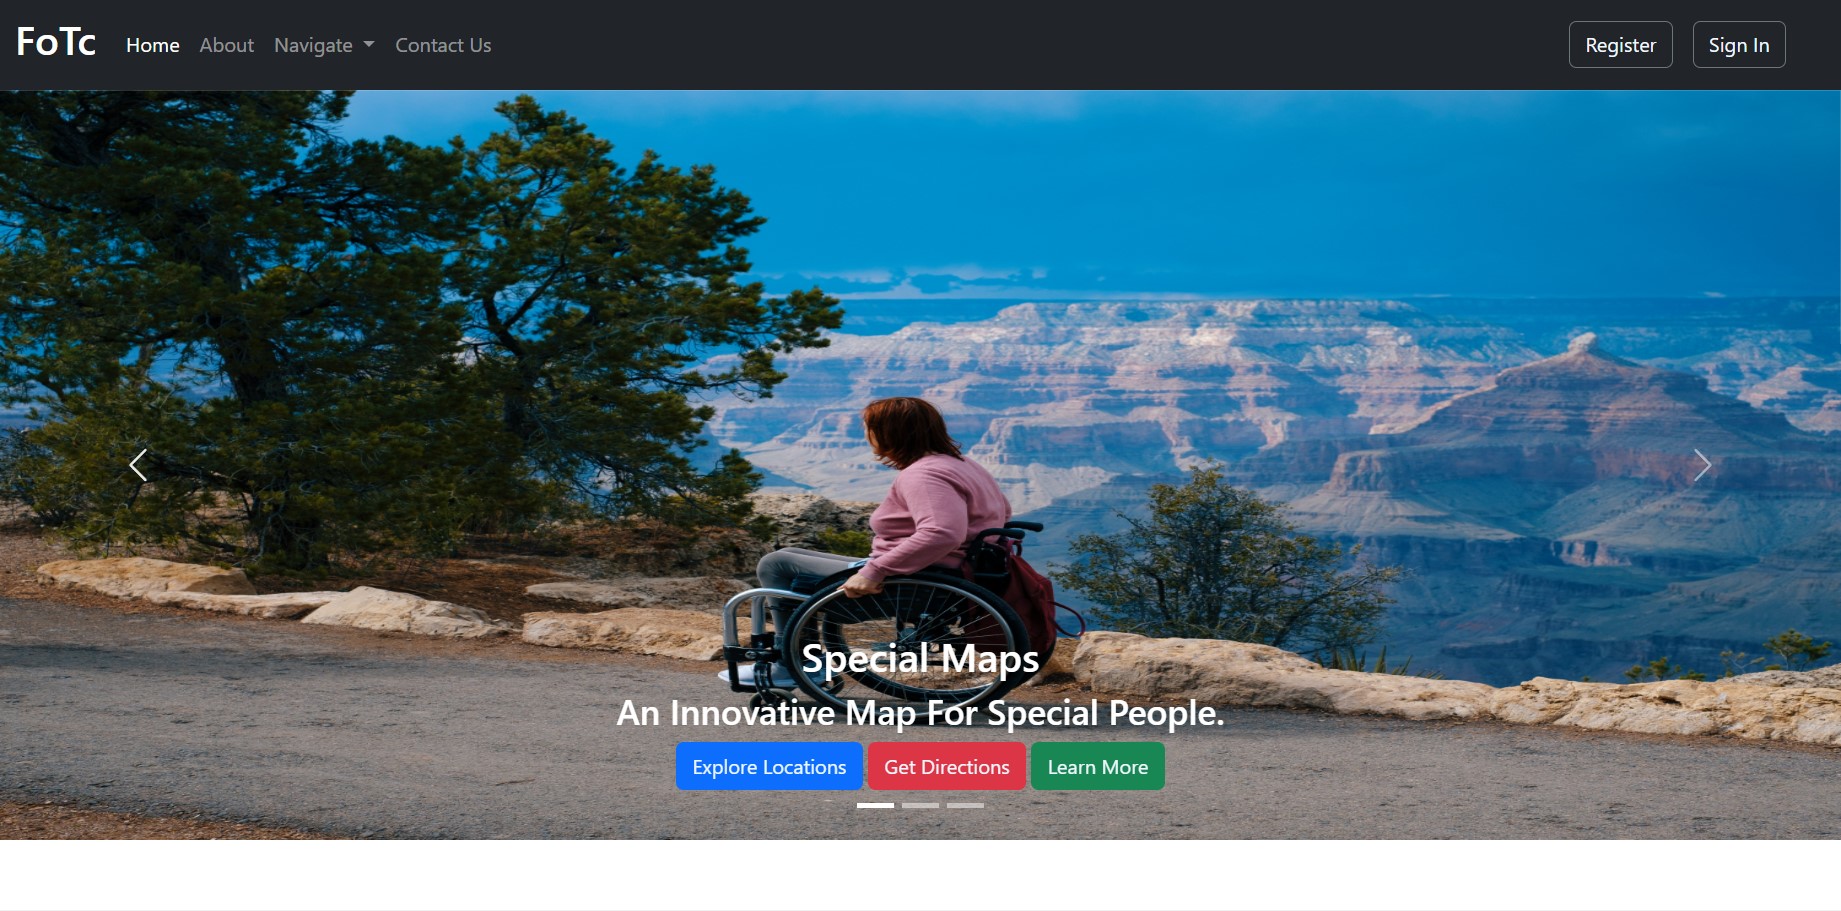 FoTc Home About Navigate Contact Us Register Sign In
Special Maps
An Innovative Map For Special People.
Explore Locations Get Directions Learn More